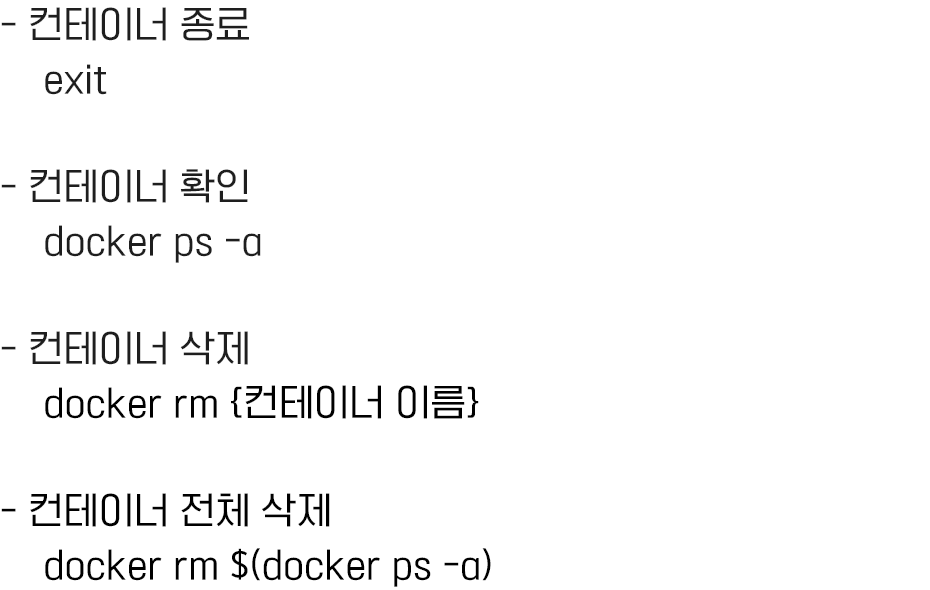 - 컨테이너 종료
exit
- 컨테이너 확인
docker ps -a
- 컨테이너 삭제
docker rm {컨테이너 이름}
- 컨테이너 전체 삭제
docker rm $(docker ps -a)